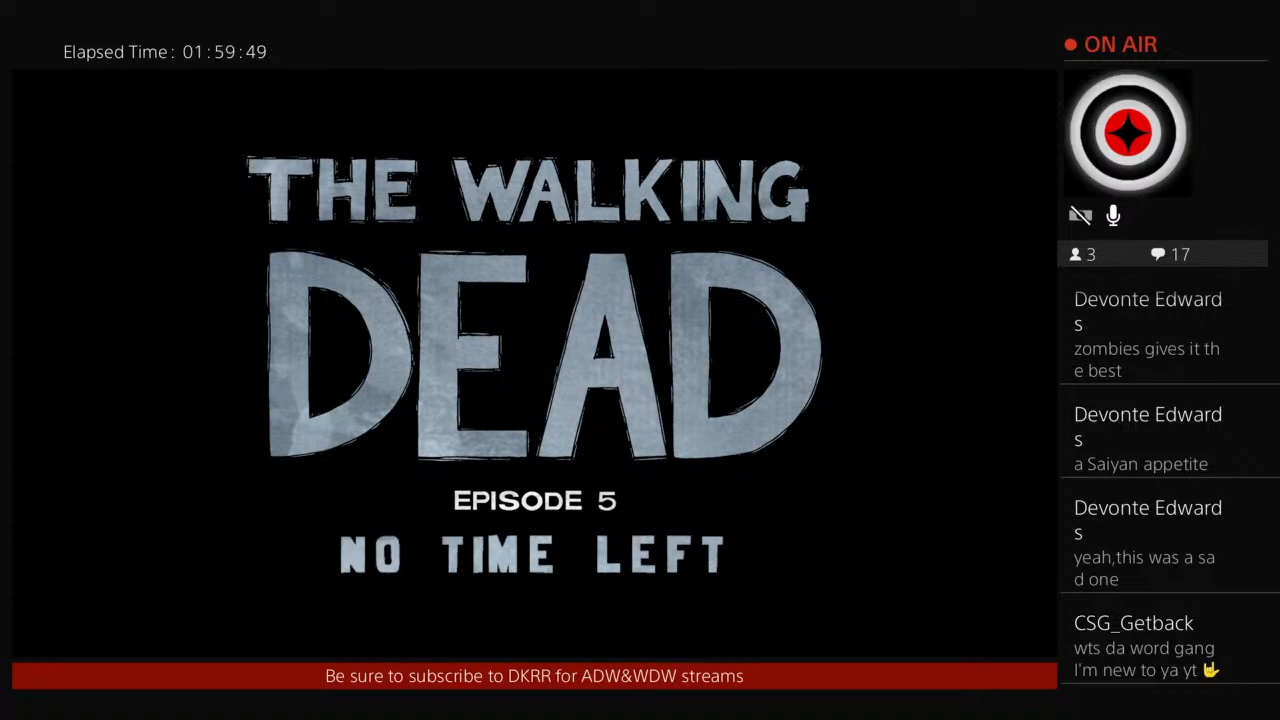 Elapsed Time: 01:59:49
ON AIR
THE WALKING
DEAD
EPISODE 5
NO TIME LEFT
3 17
Devonte Edward
s
zombies gives it th
e best
Devonte Edward
s
a Saiyan appetite
Devonte Edward
s
yeah,this was a sa
d one
CSG_Getback
wts da word gang
I'm new to ya yt 🤟
Be sure to subscribe to DKRR for ADW&WDW streams